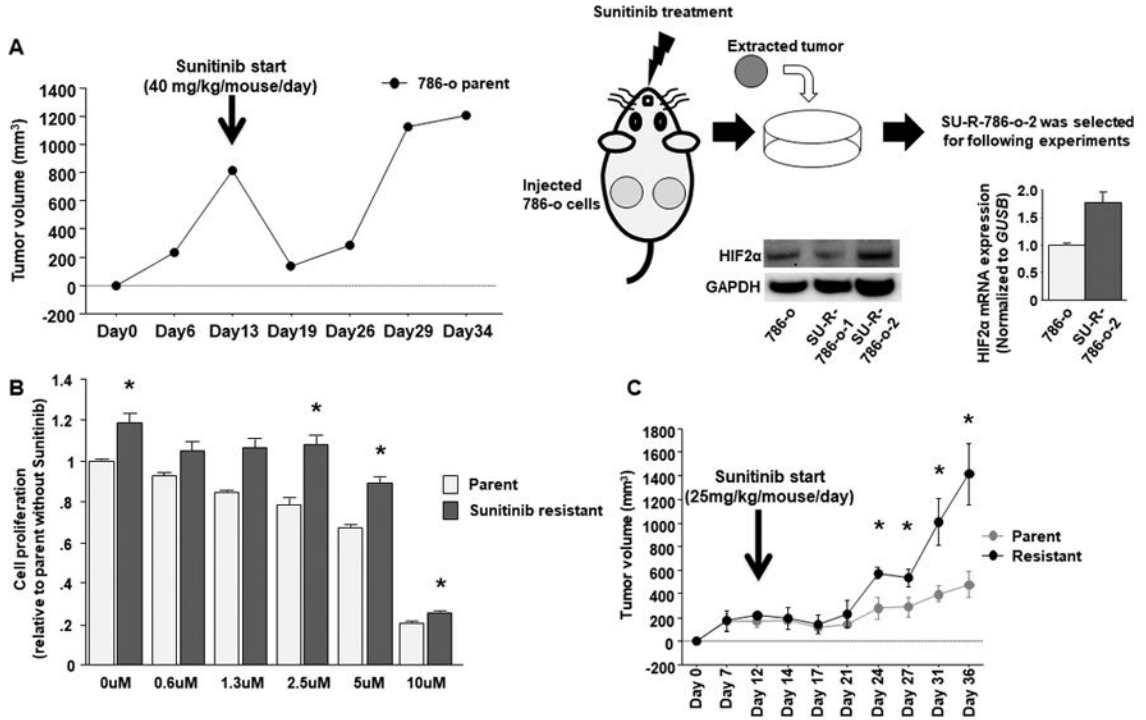 A
Sunitinib start
(40 mg/kg/mouse/day)
786-o parent
Tumor volume (mm³)
1400
1200
1000
800
600
400
200
0
-200
Day0 Day6 Day13 Day19 Day26 Day29 Day34
Sunitinib treatment
Extracted tumor
Injected
786-o cells
SU-R-786-o-2 was selected
for following experiments
HIF2α
GAPDH
786-o
SU-R-
786-o-1
SU-R-
786-o-2
HIF2α mRNA expression
(Normalized to GUSB)
2.0
1.5
1.0
0.5
0
786-o
SU-R-
786-o-2
B
Cell proliferation
(relative to parent without Sunitinib)
1.4
1.2
1
.8
.6
.4
.2
0
* * * *
0uM 0.6uM 1.3uM 2.5uM 5uM 10uM
Parent
Sunitinib resistant
C
Sunitinib start
(25mg/kg/mouse/day)
Tumor volume (mm³)
1800
1600
1400
1200
1000
800
600
400
200
0
-200
* * * *
Parent
Resistant
Day 0
Day 7
Day 12
Day 14
Day 17
Day 21
Day 24
Day 27
Day 31
Day 36